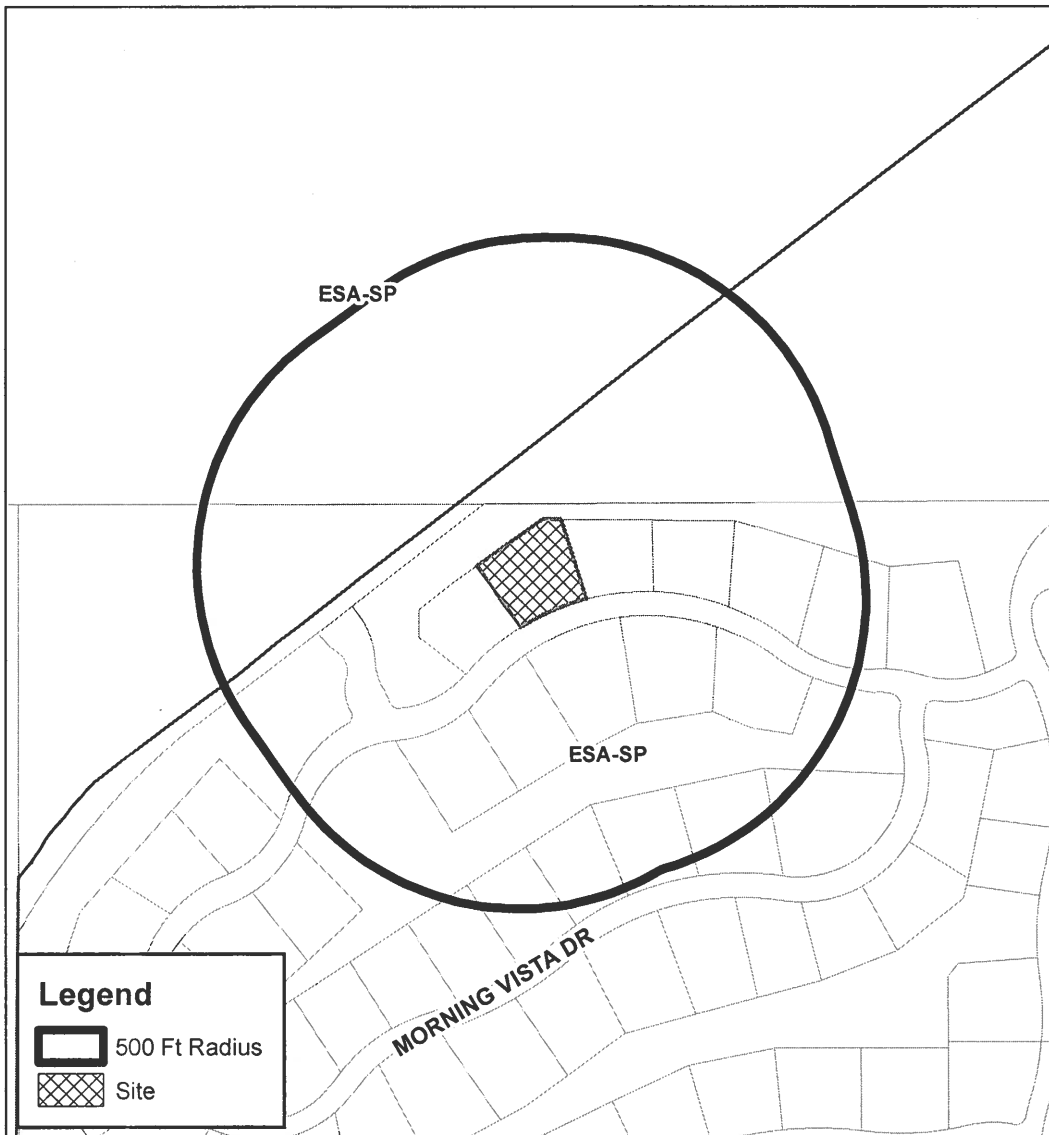 ESA-SP
ESA-SP
MORNING VISTA DR
Legend
500 Ft Radius
Site